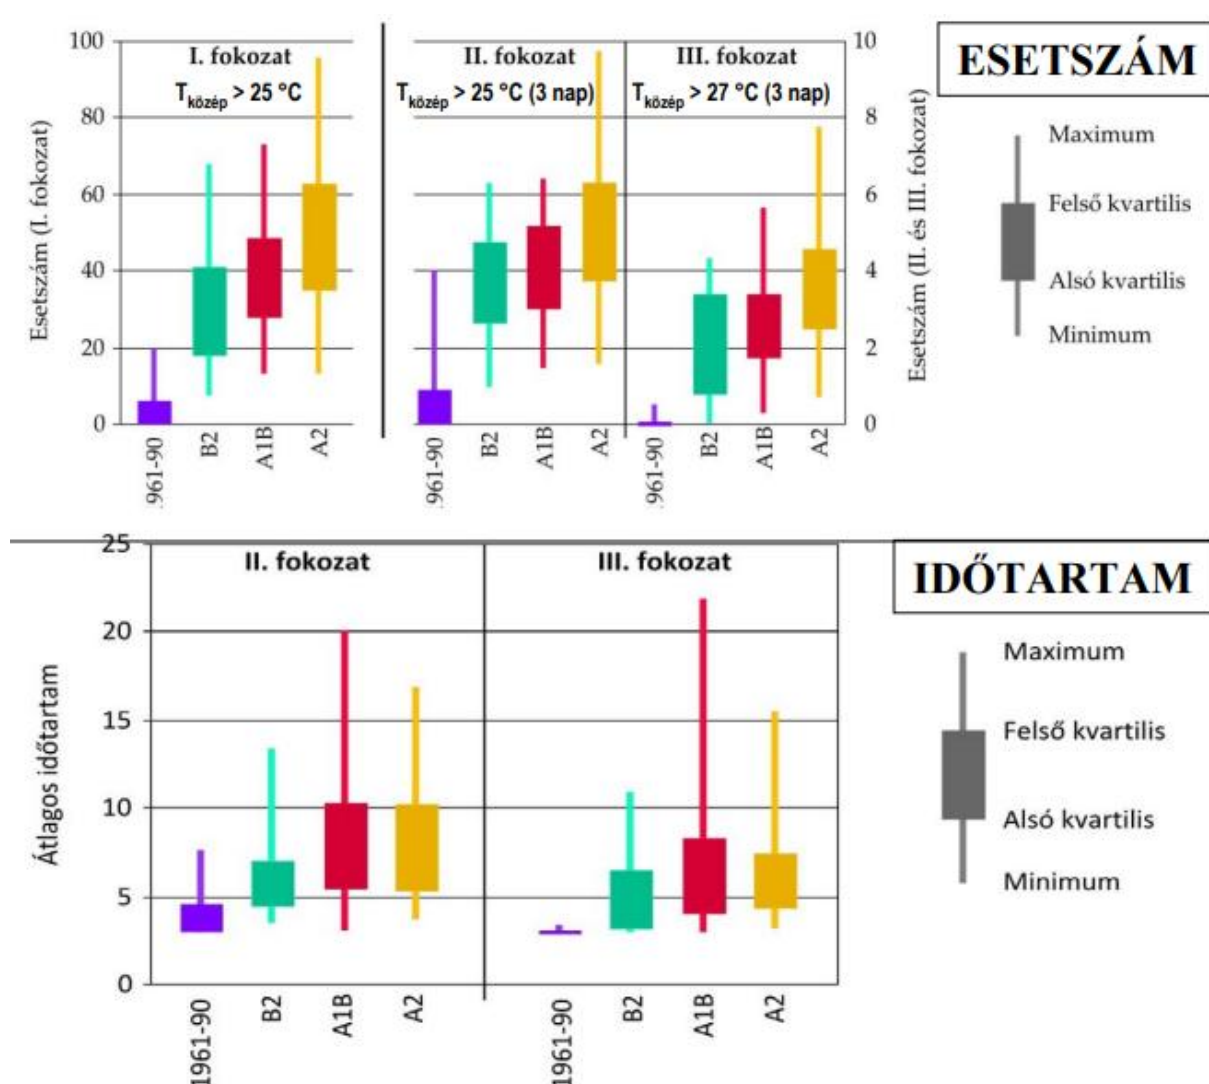 100
80
60
40
20
0
Esetszám (I. fokozat)
I. fokozat
Tközép > 25 °C
II. fokozat
Tközép > 25 °C (3 nap)
III. fokozat
Tközép > 27 °C (3 nap)
10
8
6
4
2
0
Esetszám (II. és III. fokozat)
.961-90
B2
A1B
A2
.961-90
B2
A1B
A2
.961-90
B2
A1B
A2
ESETSZÁM
Maximum
Felső kvartilis
Alsó kvartilis
Minimum
25
20
15
10
5
0
Átlagos időtartam
II. fokozat
III. fokozat
1961-90
B2
A1B
A2
1961-90
B2
A1B
A2
IDŐTARTAM
Maximum
Felső kvartilis
Alsó kvartilis
Minimum